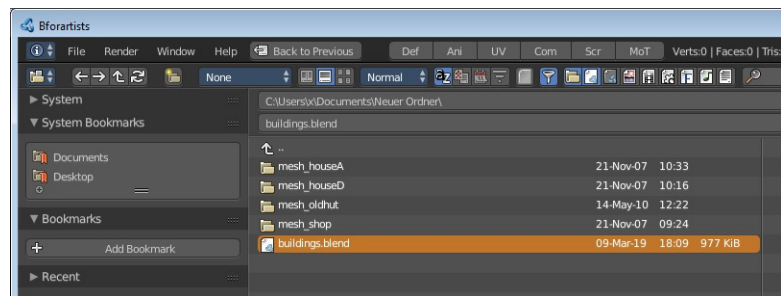 Bforartists
File Render Window Help Back to Previous Def Ani UV Com Scr MoT Verts:0 | Faces:0 | Tris:
None Normal
System
C:\Users\x\Documents\Neuer Ordner\
System Bookmarks
buildings.blend
..
Documents
mesh_houseA 21-Nov-07 10:33
Desktop
mesh_houseD 21-Nov-07 10:16
mesh_oldhut 14-May-10 12:22
Bookmarks
mesh_shop 21-Nov-07 09:24
Add Bookmark
buildings.blend 09-Mar-19 18:09 977 KiB
Recent